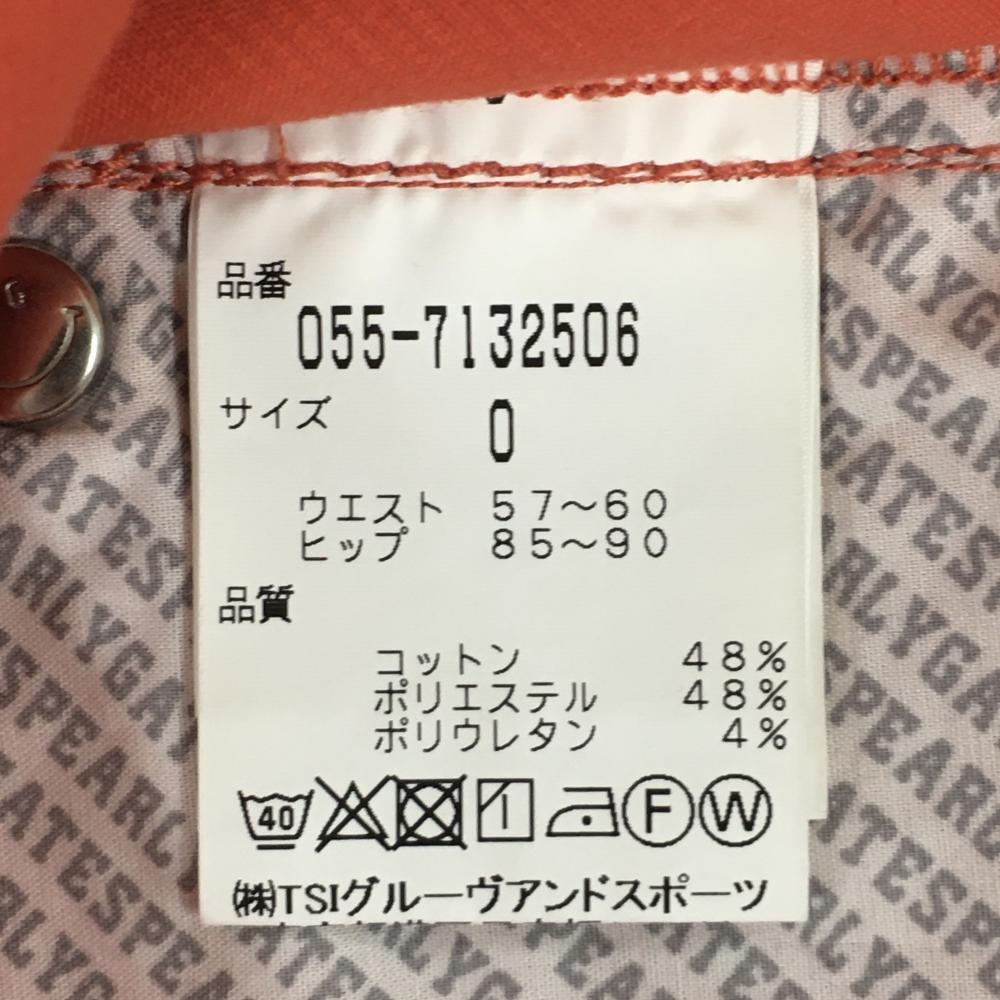 品番
055-7132506
サイズ
0
ウエスト 57～60
ヒップ 85～90
品質
コットン 48%
ポリエステル 48%
ポリウレタン 4%
40 F W
㈱TSIグルーヴアンドスポーツ
PEARLYGATES